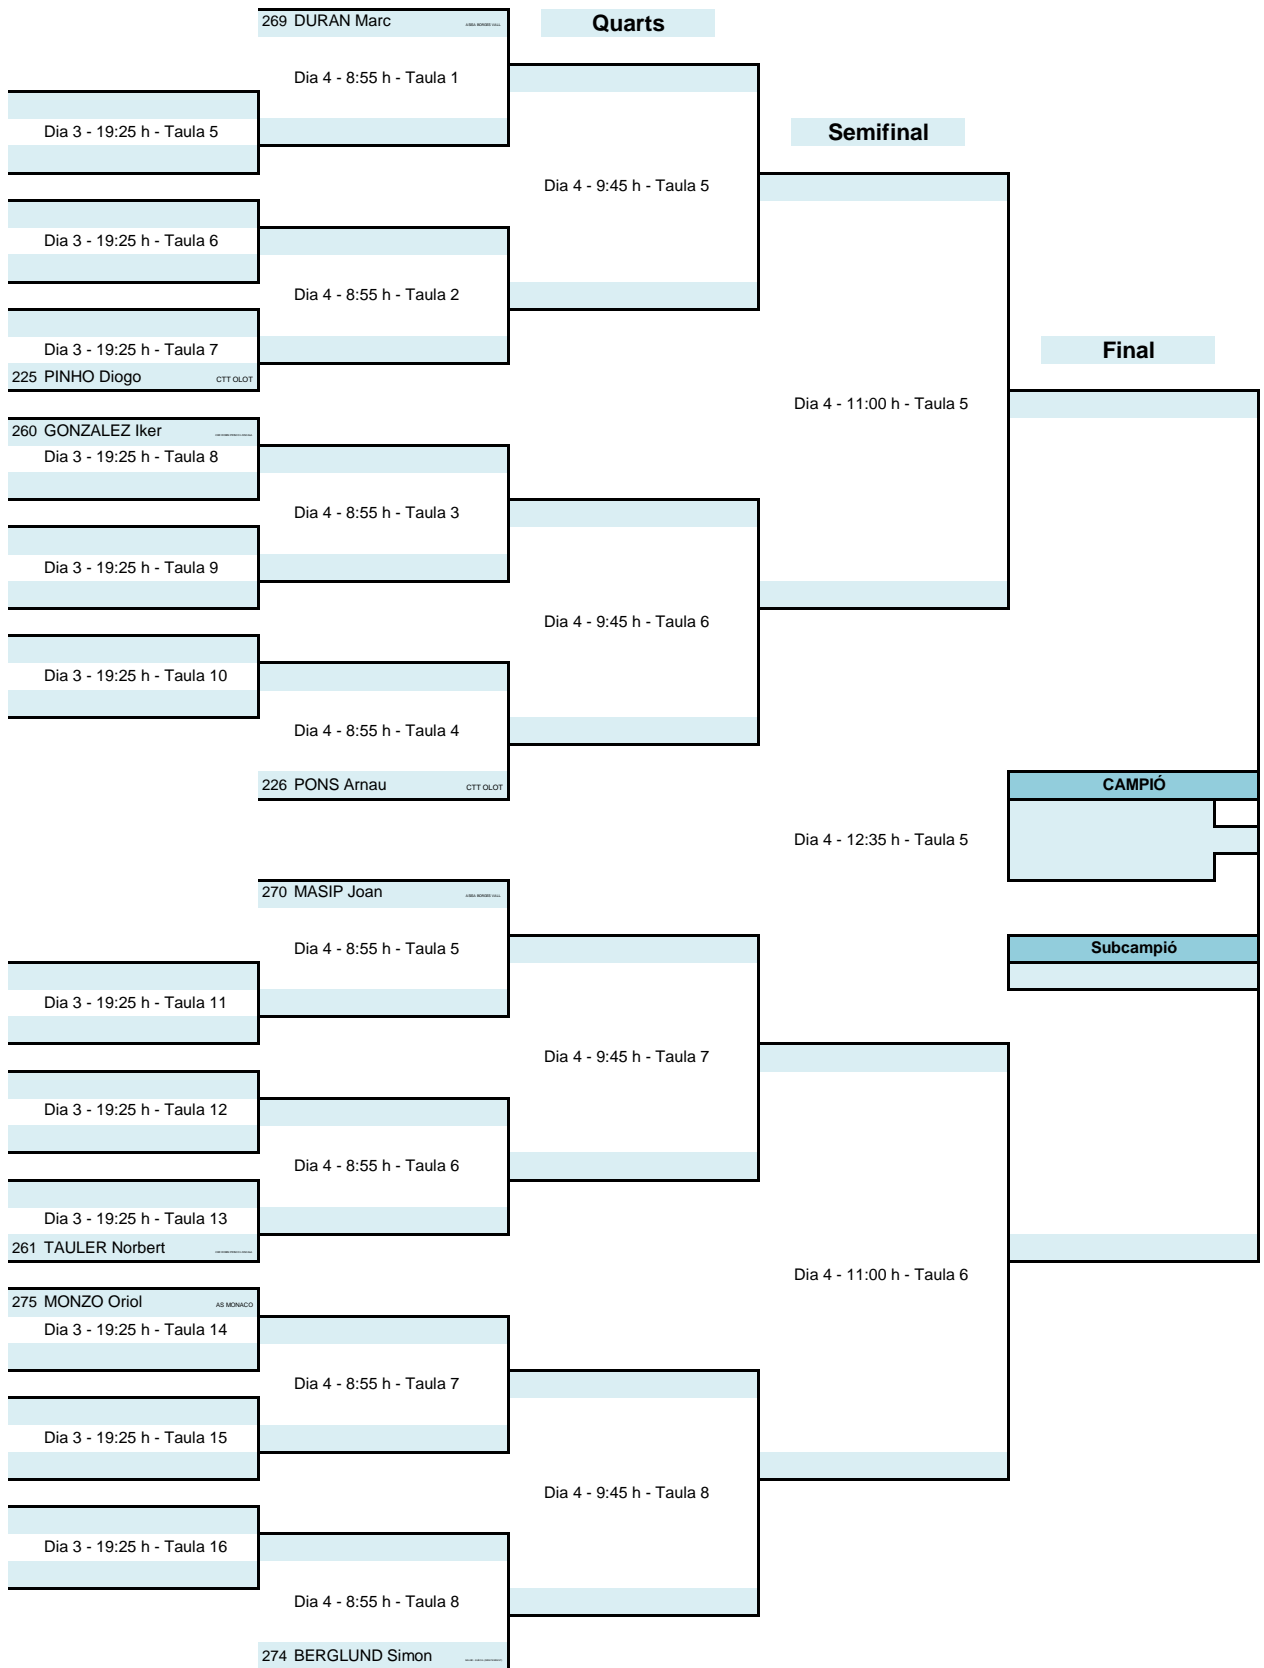 269 DURAN Marc ABBA BORGES VALL
Quarts
Dia 4 - 8:55 h - Taula 1
Dia 3 - 19:25 h - Taula 5
Semifinal
Dia 4 - 9:45 h - Taula 5
Dia 3 - 19:25 h - Taula 6
Dia 4 - 8:55 h - Taula 2
Dia 3 - 19:25 h - Taula 7
Final
225 PINHO Diogo CTT OLOT
Dia 4 - 11:00 h - Taula 5
260 GONZALEZ Iker
Dia 3 - 19:25 h - Taula 8
Dia 4 - 8:55 h - Taula 3
Dia 3 - 19:25 h - Taula 9
Dia 4 - 9:45 h - Taula 6
Dia 3 - 19:25 h - Taula 10
Dia 4 - 8:55 h - Taula 4
226 PONS Arnau CTT OLOT
CAMPIÓ
Dia 4 - 12:35 h - Taula 5
270 MASIP Joan ABBA BORGES VALL
Dia 4 - 8:55 h - Taula 5
Subcampió
Dia 3 - 19:25 h - Taula 11
Dia 4 - 9:45 h - Taula 7
Dia 3 - 19:25 h - Taula 12
Dia 4 - 8:55 h - Taula 6
Dia 3 - 19:25 h - Taula 13
261 TAULER Norbert
Dia 4 - 11:00 h - Taula 6
275 MONZO Oriol AS MONACO
Dia 3 - 19:25 h - Taula 14
Dia 4 - 8:55 h - Taula 7
Dia 3 - 19:25 h - Taula 15
Dia 4 - 9:45 h - Taula 8
Dia 3 - 19:25 h - Taula 16
Dia 4 - 8:55 h - Taula 8
274 BERGLUND Simon